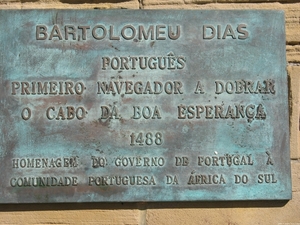 BARTOLOMEU DIAS
PORTUGUÊS
PRIMEIRO NAVEGADOR A DOBRAR
O CABO DA BOA ESPERANÇA
1488
HOMENAGEM DO GOVERNO DE PORTUGAL À
COMUNIDADE PORTUGUESA DA ÁFRICA DO SUL